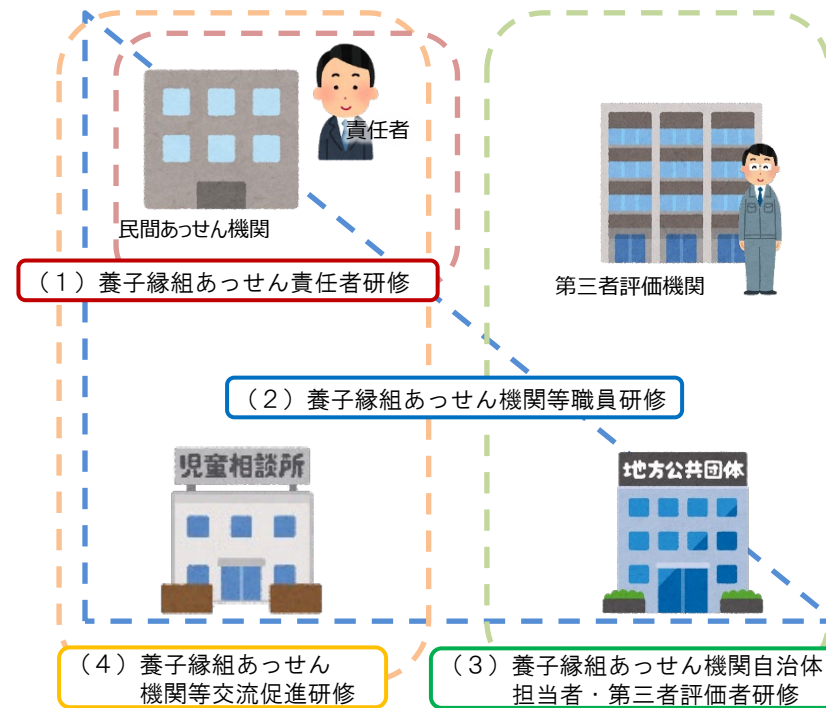 責任者
民間あっせん機関
(1)養子縁組あっせん責任者研修
第三者評価機関
(2)養子縁組あっせん機関等職員研修
児童相談所
地方公共団体
(4)養子縁組あっせん
機関等交流促進研修
(3)養子縁組あっせん機関自治体
担当者・第三者評価者研修